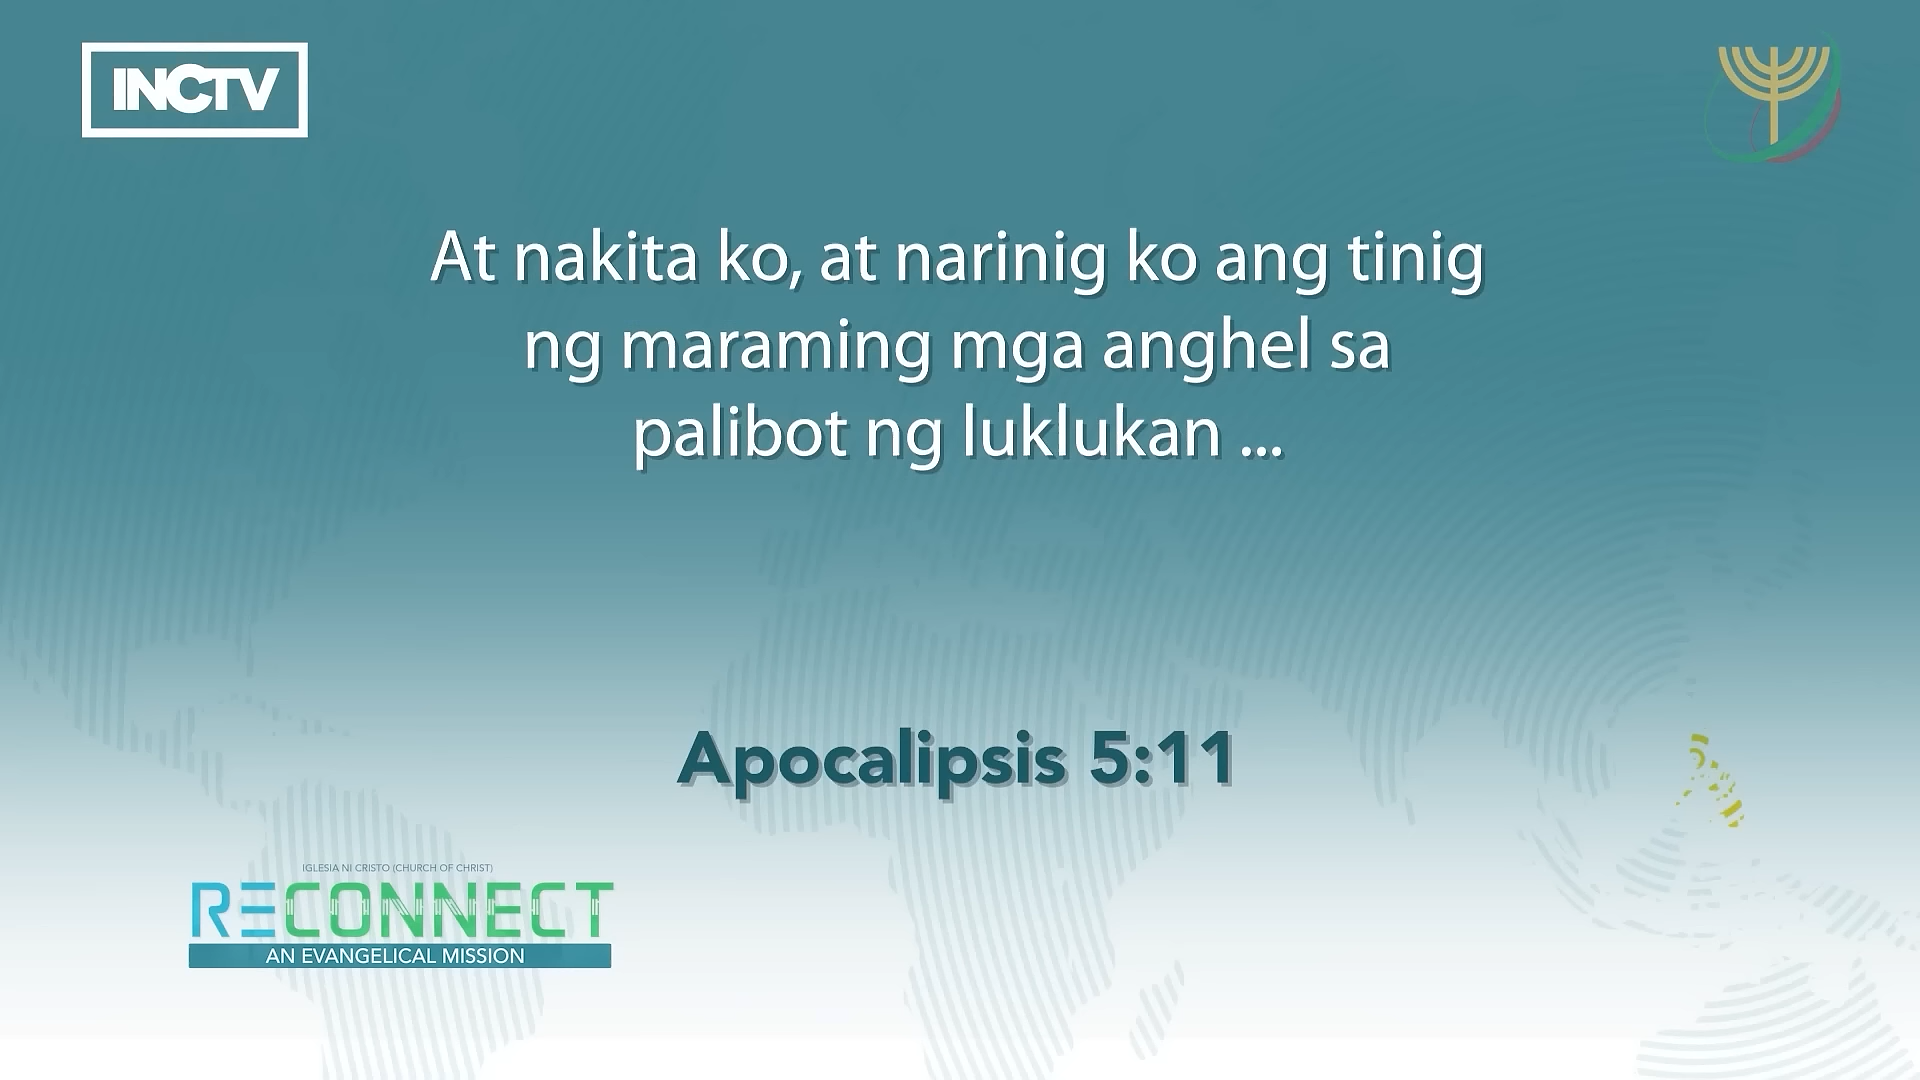 INCTV
At nakita ko, at narinig ko ang tinig
ng maraming mga anghel sa
palibot ng luklukan ...
Apocalipsis 5:11
IGLESIA NI CRISTO (CHURCH OF CHRIST)
RECONNECT
AN EVANGELICAL MISSION